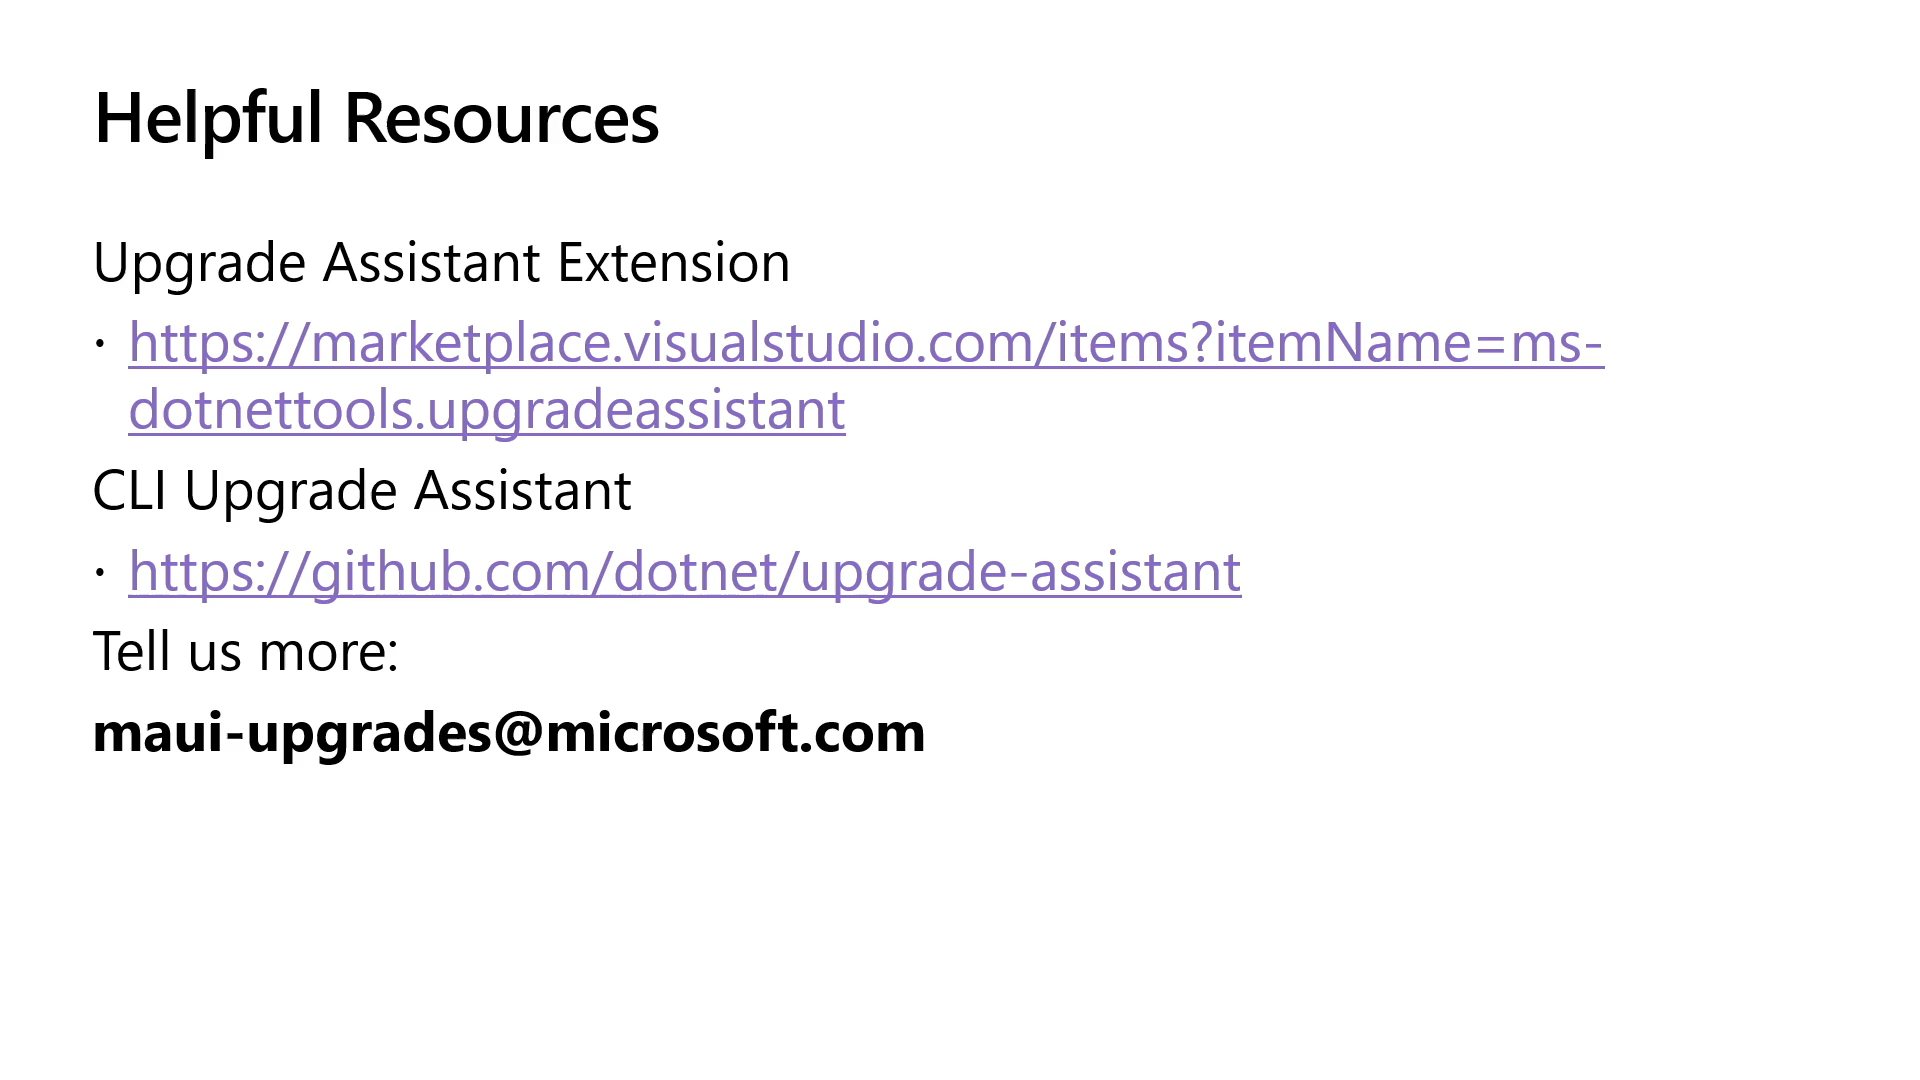 Helpful Resources
Upgrade Assistant Extension
· https://marketplace.visualstudio.com/items?itemName=ms-
dotnettools.upgradeassistant
CLI Upgrade Assistant
· https://github.com/dotnet/upgrade-assistant
Tell us more:
maui-upgrades@microsoft.com